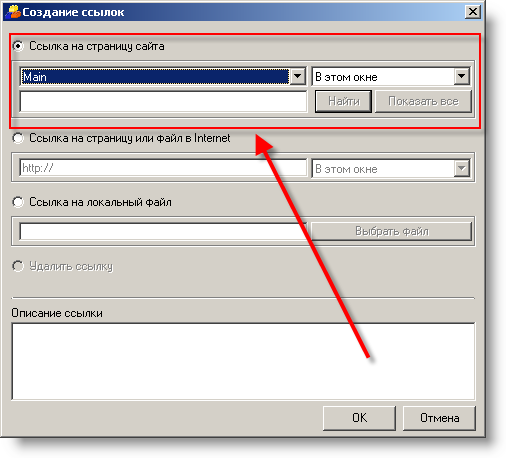 Создание ссылок
Ссылка на страницу сайта
Main В этом окне
Найти Показать все
Ссылка на страницу или файл в Internet
http:// В этом окне
Ссылка на локальный файл
Выбрать файл
Удалить ссылку
Описание ссылки
OK Отмена